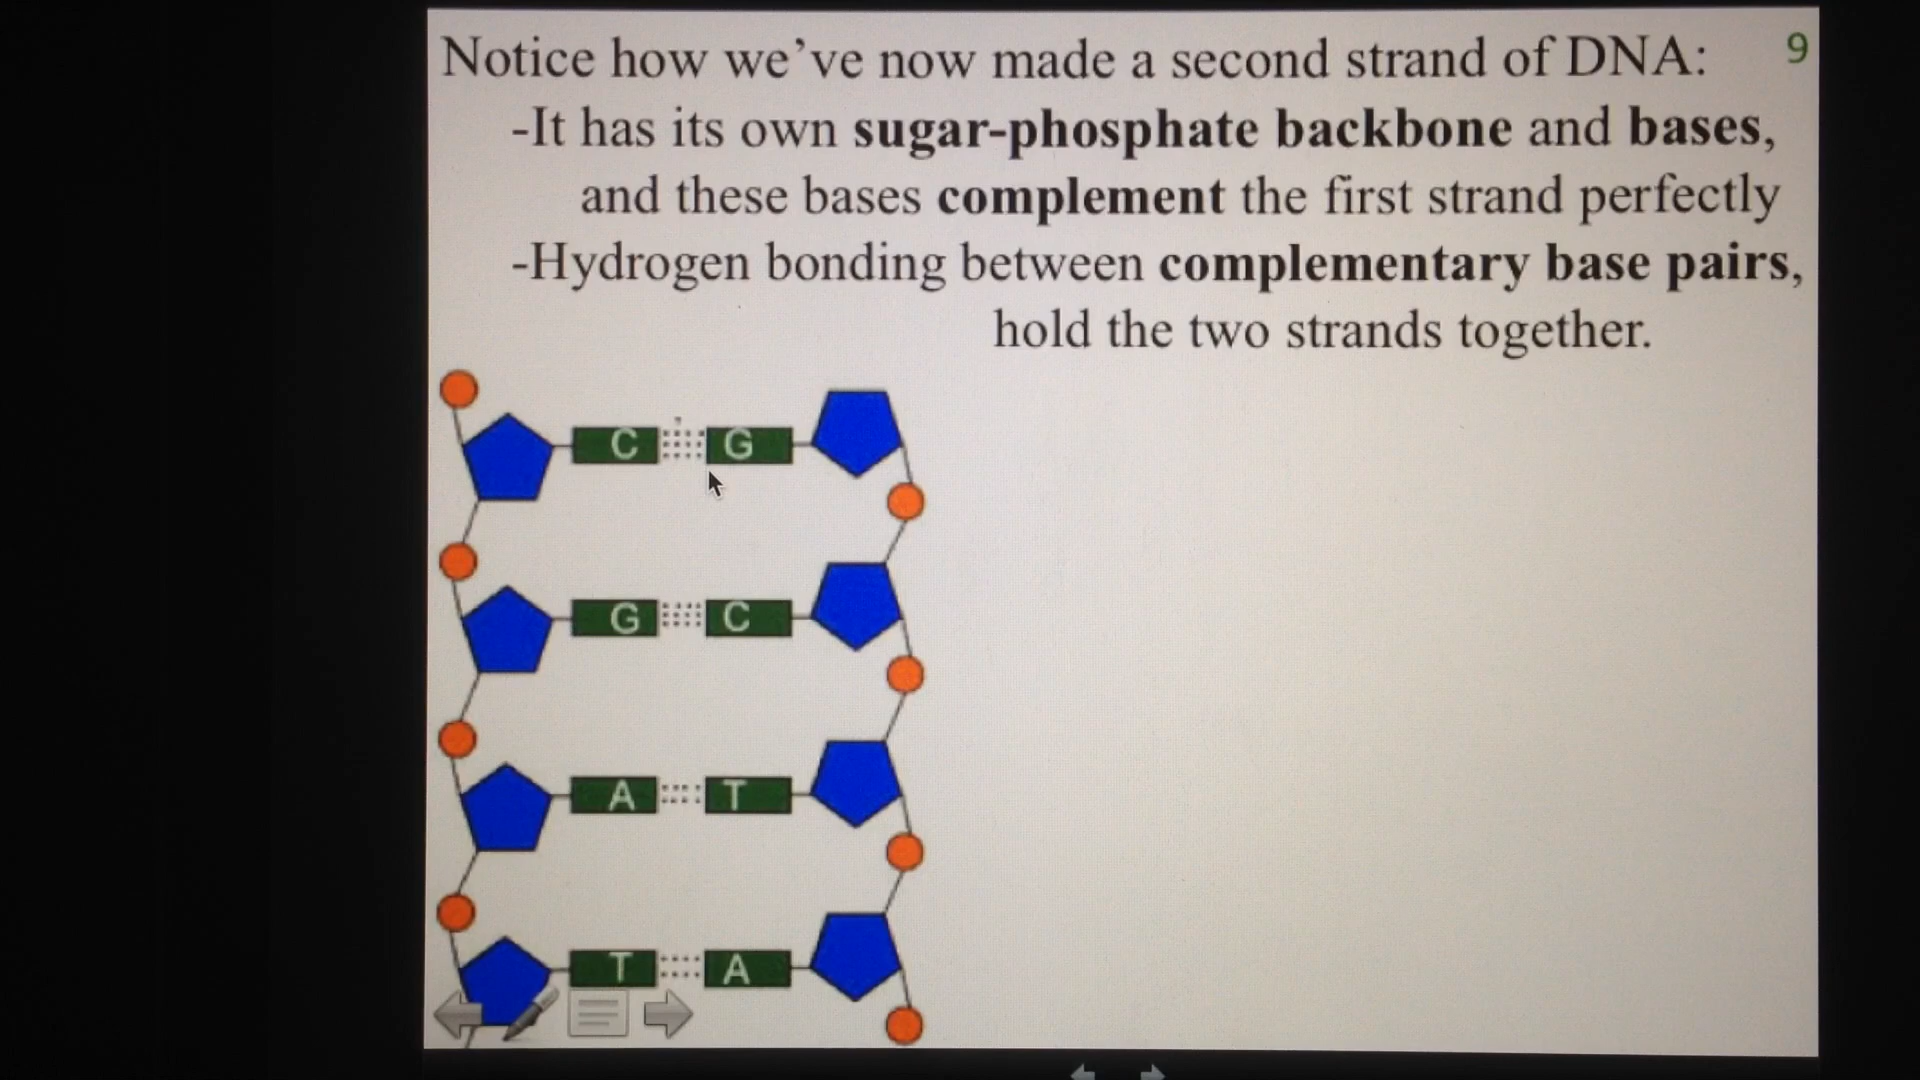 Notice how we've now made a second strand of DNA: 9
-It has its own sugar-phosphate backbone and bases,
and these bases complement the first strand perfectly
-Hydrogen bonding between complementary base pairs,
hold the two strands together.
C G
G C
A T
T A